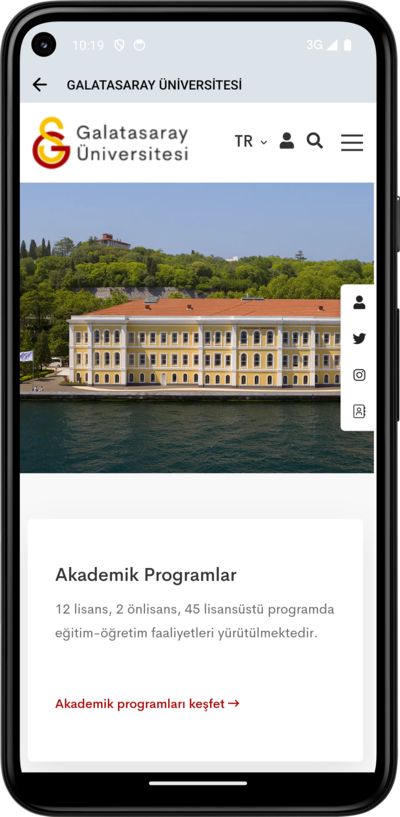 10:19
3G
GALATASARAY ÜNİVERSİTESİ
Galatasaray
Üniversitesi
TR
Akademik Programlar
12 lisans, 2 önlisans, 45 lisansüstü programda
eğitim-öğretim faaliyetleri yürütülmektedir.
Akademik programları keşfet →